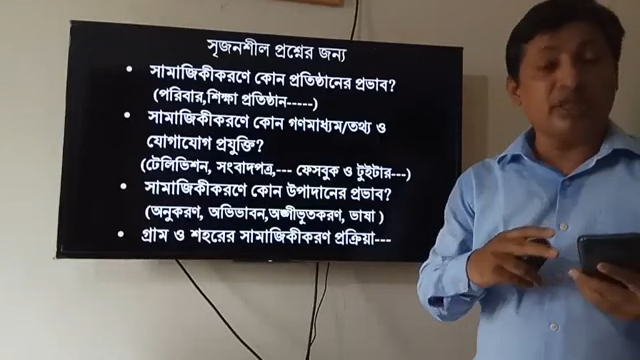 সৃজনশীল প্রশ্নের জন্য
• সামাজিকীকরণে কোন প্রতিষ্ঠানের প্রভাব?
(পরিবার,শিক্ষা প্রতিষ্ঠান-----)
• সামাজিকীকরণে কোন গণমাধ্যম/তথ্য ও
যোগাযোগ প্রযুক্তি?
(টেলিভিশন, সংবাদপত্র,--- ফেসবুক ও টুইটার---)
• সামাজিকীকরণে কোন উপাদানের প্রভাব?
(অনুকরণ, অভিভাবন,অঙ্গীভূতকরণ, ভাষা )
• গ্রাম ও শহরের সামাজিকীকরণ প্রক্রিয়া---